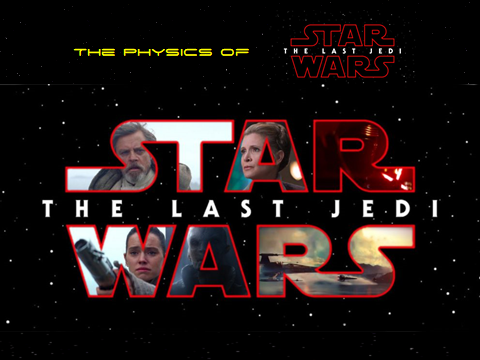 THE PHYSICS OF
STAR
THE LAST JEDI
WARS
STAR
THE LAST JEDI
WARS